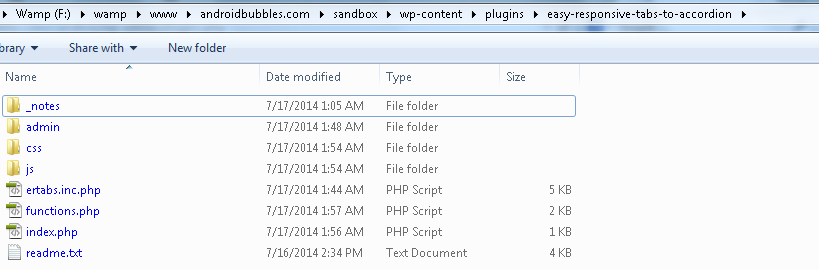 Wamp (F:) wamp www androidbubbles.com sandbox wp-content plugins easy-responsive-tabs-to-accordion
brary Share with New folder
Name Date modified Type Size
_notes 7/17/2014 1:05 AM File folder
admin 7/17/2014 1:48 AM File folder
css 7/17/2014 1:54 AM File folder
js 7/17/2014 1:54 AM File folder
ertabs.inc.php 7/17/2014 1:44 AM PHP Script 5 KB
functions.php 7/17/2014 1:57 AM PHP Script 2 KB
index.php 7/17/2014 1:56 AM PHP Script 1 KB
readme.txt 7/16/2014 2:34 PM Text Document 4 KB